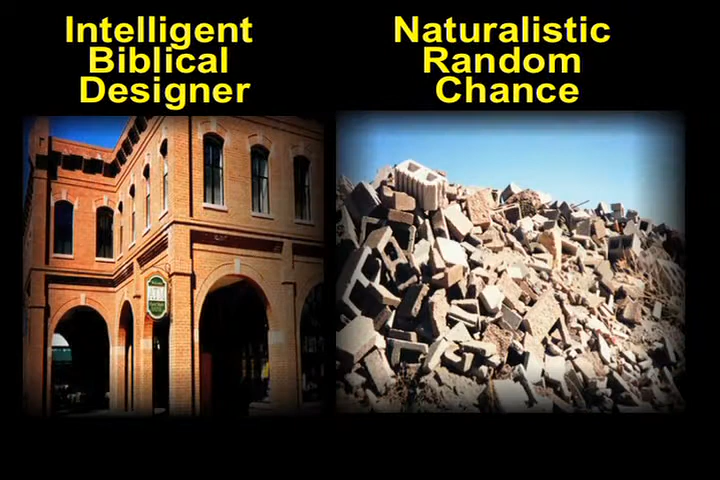 Intelligent
Biblical
Designer
Naturalistic
Random
Chance